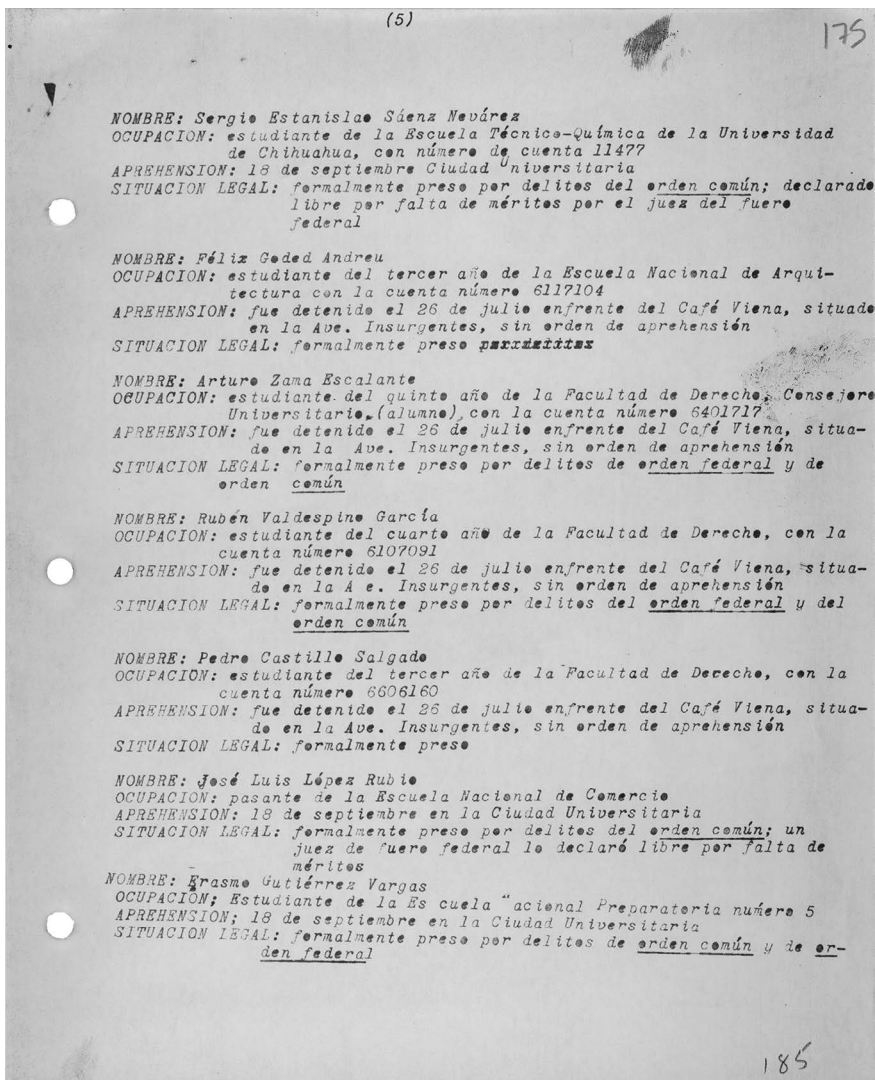 (5)
175
NOMBRE: Sergio Estanislao Sáenz Nevárez
OCUPACION: estudiante de la Escuela Técnico-Química de la Universidad
de Chihuahua, con número de cuenta 11477
APREHENSION: 18 de septiembre Ciudad Universitaria
SITUACION LEGAL: formalmente preso por delitos del orden común; declarado
libre por falta de méritos por el juez del fuero
federal
NOMBRE: Félix Goded Andreu
OCUPACION: estudiante del tercer año de la Escuela Nacional de Arqui-
tectura con la cuenta número 6117104
APREHENSION: fue detenido el 26 de julio enfrente del Café Viena, situado
en la Ave. Insurgentes, sin orden de aprehensión
SITUACION LEGAL: formalmente preso
NOMBRE: Arturo Zama Escalante
OCUPACION: estudiante del quinto año de la Facultad de Derecho, Consejero
Universitario,(alumno), con la cuenta número 6401717
APREHENSION: fue detenido el 26 de julio enfrente del Café Viena, situa-
do en la Ave. Insurgentes, sin orden de aprehensión
SITUACION LEGAL: formalmente preso por delitos de orden federal y de
orden común
NOMBRE: Rubén Valdespino García
OCUPACION: estudiante del cuarto año de la Facultad de Derecho, con la
cuenta número 6107091
APREHENSION: fue detenido el 26 de julio enfrente del Café Viena, situa-
do en la A e. Insurgentes, sin orden de aprehensión
SITUACION LEGAL: formalmente preso por delitos del orden federal y del
orden común
NOMBRE: Pedro Castillo Salgado
OCUPACION: estudiante del tercer año de la Facultad de Derecho, con la
cuenta número 6606160
APREHENSION: fue detenido el 26 de julio enfrente del Café Viena, situa-
do en la Ave. Insurgentes, sin orden de aprehensión
SITUACION LEGAL: formalmente preso
NOMBRE: José Luis López Rubio
OCUPACION: pasante de la Escuela Nacional de Comercio
APREHENSION: 18 de septiembre en la Ciudad Universitaria
SITUACION LEGAL: formalmente preso por delitos del orden común; un
juez de fuero federal lo declaró libre por falta de
méritos
NOMBRE: Erasmo Gutiérrez Vargas
OCUPACION; Estudiante de la Es cuela "acional Preparatoria numéro 5
APREHENSION; 18 de septiembre en la Ciudad Universitaria
SITUACION LEGAL: formalmente preso por delitos de orden común y de or-
den federal
185